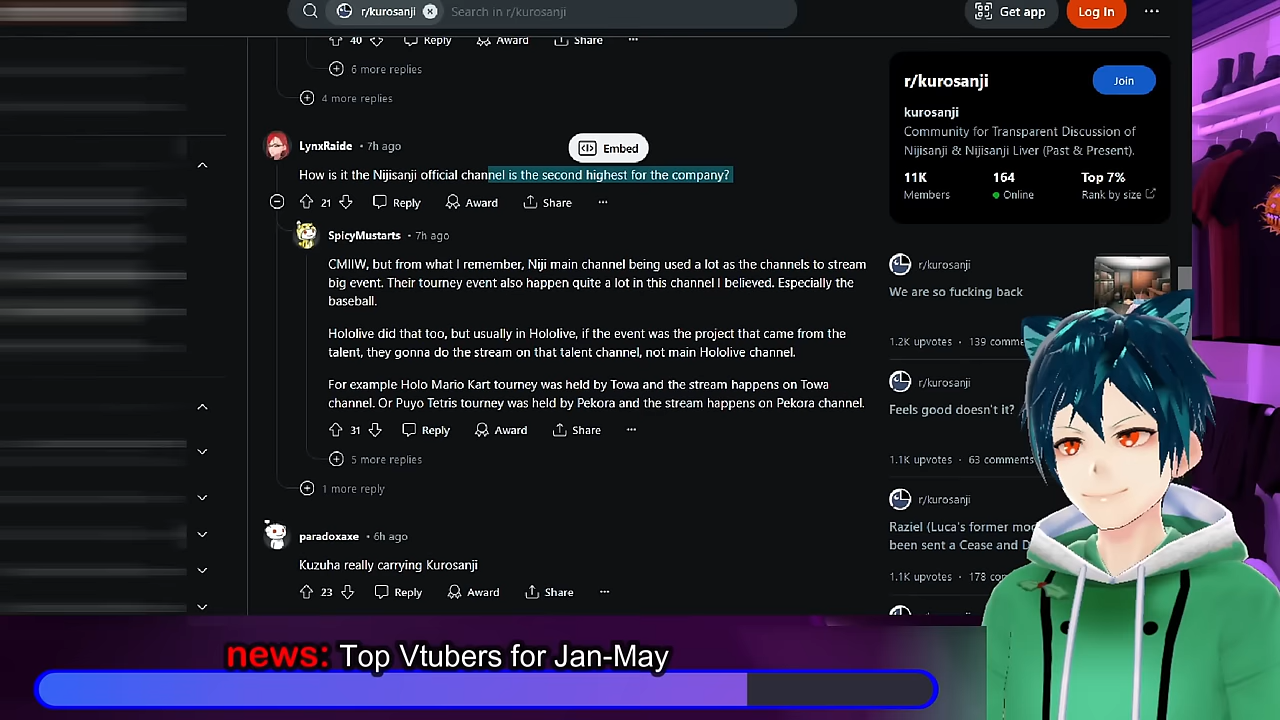 r/kurosanji
Search in r/kurosanji
Get app
Log In
40
Reply
Award
Share
6 more replies
4 more replies
LynxRaide • 7h ago
Embed
How is it the Nijisanji official channel is the second highest for the company?
21
Reply
Award
Share
SpicyMustarts • 7h ago
CMIIW, but from what I remember, Niji main channel being used a lot as the channels to stream
big event. Their tourney event also happen quite a lot in this channel I believed. Especially the
baseball.
Hololive did that too, but usually in Hololive, if the event was the project that came from the
talent, they gonna do the stream on that talent channel, not main Hololive channel.
For example Holo Mario Kart tourney was held by Towa and the stream happens on Towa
channel. Or Puyo Tetris tourney was held by Pekora and the stream happens on Pekora channel.
31
Reply
Award
Share
5 more replies
1 more reply
paradoxaxe • 6h ago
Kuzuha really carrying Kurosanji
23
Reply
Award
Share
r/kurosanji
Join
kurosanji
Community for Transparent Discussion of
Nijisanji & Nijisanji Liver (Past & Present).
11K
164
Top 7%
Members
Online
Rank by size
r/kurosanji
We are so fucking back
1.2K upvotes • 139 comme
r/kurosanji
Feels good doesn't it?
1.1K upvotes • 63 comments
r/kurosanji
Raziel (Luca's former mo
been sent a Cease and D
1.1K upvotes • 178 co
news: Top Vtubers for Jan-May